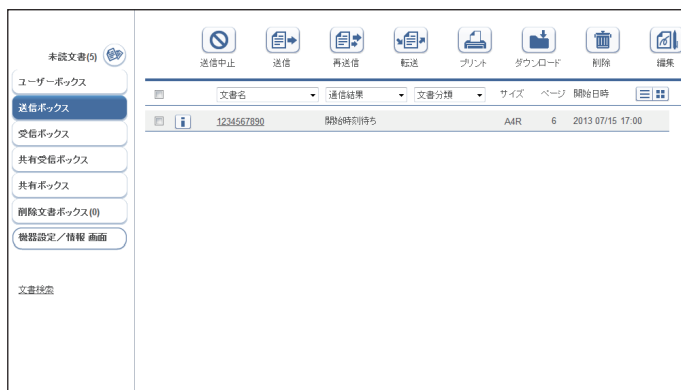 未読文書(5)
ユーザーボックス
送信ボックス
受信ボックス
共有受信ボックス
共有ボックス
削除文書ボックス(0)
機器設定／情報 画面
文書検索
送信中止 送信 再送信 転送 プリント ダウンロード 削除 編集
文書名 通信結果 文書分類 サイズ ページ 開始日時
1234567890 開始時刻待ち A4R 6 2013 07/15 17:00